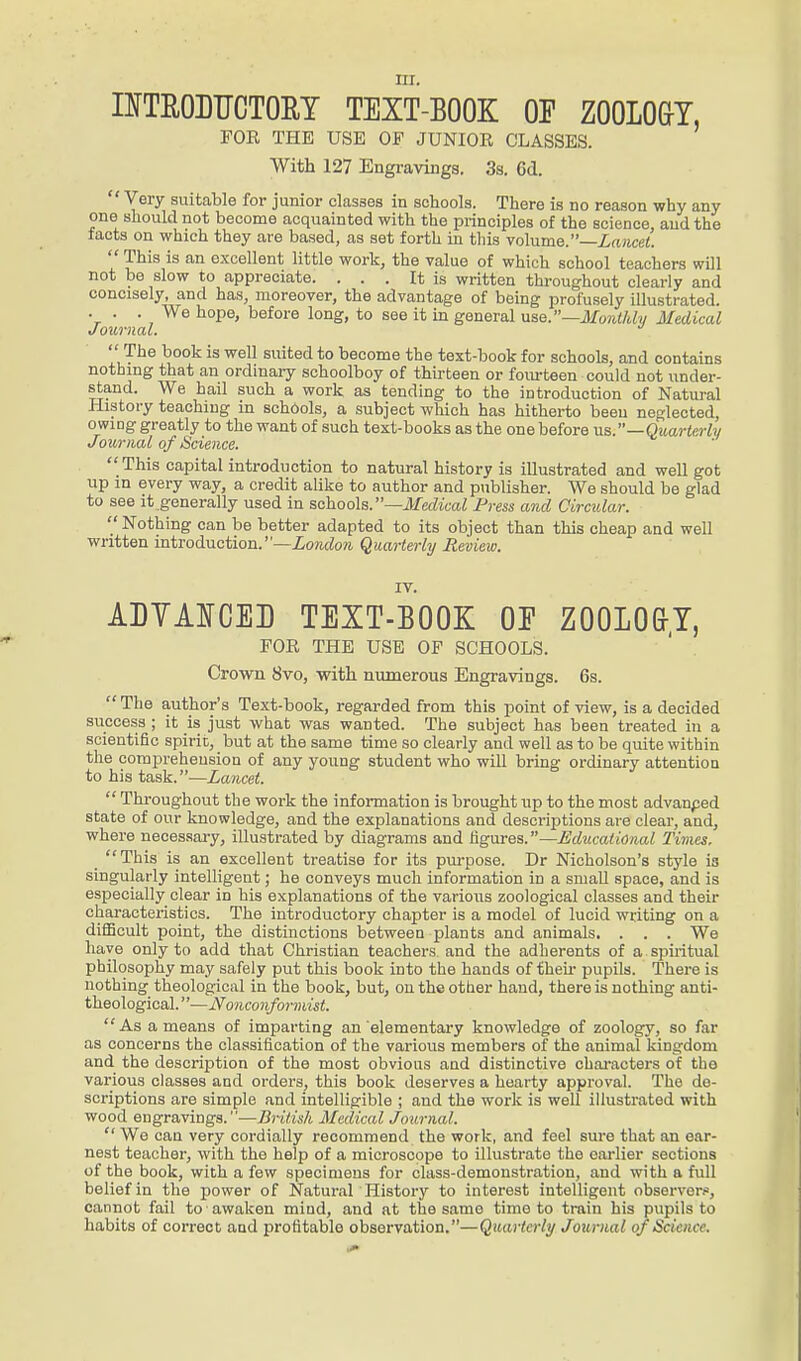 III.
INTRODUCTORY TEXT-BOOK OF ZOOLOGY,
FOR THE USE OF JUNIOR CLASSES.
With 127 Engravings. 3s. 6d.
“Very suitable for junior classes in schools. There is no reason why any
one should not become acquainted with the principles of the science, and the
facts on which they are based, as set forth in this volume.”—Lancet.
“This is an excellent little work, the value of which school teachers will
not be slow to appreciate. . . . It is written throughout clearly and
concisely, and has, moreover, the advantage of being profusely illustrated.
. . . We hope, before long, to see it in general use.”—Monthly Medical
Journal.
“The book is well suited to become the text-book for schools, and contains
nothing that an ordinary schoolboy of thirteen or fourteen could not under-
stand. We hail such a work as tending to the introduction of Natural
History teaching in schools, a subject which has hitherto been neglected,
owing greatly to the want of such text-books as the one before us.”—Quarterly
Journal of Science.
“This capital introduction to natural history is illustrated and well got
up in every way, a credit alike to author and publisher. We should be glad
to see it generally used in schools.”—Medical Press and Circular.
“Nothing can be better adapted to its object than this cheap and well
written introduction.”—London Quarterly Review.
IV.
ADVANCED TEXT-BOOK OF ZOOLOGY,
FOR THE USE OF SCHOOLS.
Crown 8vo, with numerous Engravings. 6s.
“The author's Text-book, regarded from this point of view, is a decided
success; it is just what was wanted. The subject has been treated in a
scientific spirit, but at the same time so clearly and well as to be quite within
the comprehension of any young student who will bring ordinary attention
to his task.”—Lancet.
“Throughout the work the information is brought up to the most advanced
state of our knowledge, and the explanations and descriptions are clear, and,
where necessary, illustrated by diagrams and figures.”—Educational Times.
“This is an excellent treatise for its purpose. Dr Nicholson's style is
singularly intelligent; he conveys much information in a small space, and is
especially clear in his explanations of the various zoological classes and their
characteristics. The introductory chapter is a model of lucid writing on a
difficult point, the distinctions between plants and animals. . . . We
have only to add that Christian teachers and the adherents of a spiritual
philosophy may safely put this book into the hands of their pupils. There is
nothing theological in the book, but, on the other hand, there is nothing anti-
theological.”—Nonconformist.
“As a means of imparting an elementary knowledge of zoology, so far
as concerns the classification of the various members of the animal kingdom
and the description of the most obvious and distinctive characters of the
various classes and orders, this book deserves a hearty approval. The de-
scriptions are simple and intelligible; and the work is well illustrated with
wood engravings.”—British Medical Journal.
“We can very cordially recommend the work, and feel sure that an ear-
nest teacher, with the help of a microscope to illustrate the earlier sections
of the book, with a few specimens for class-demonstration, and with a full
belief in the power of Natural History to interest intelligent observers,
cannot fail to awaken mind, and at the same time to train his pupils to
habits of correct and profitable observation.”—Quarterly Journal of Science.